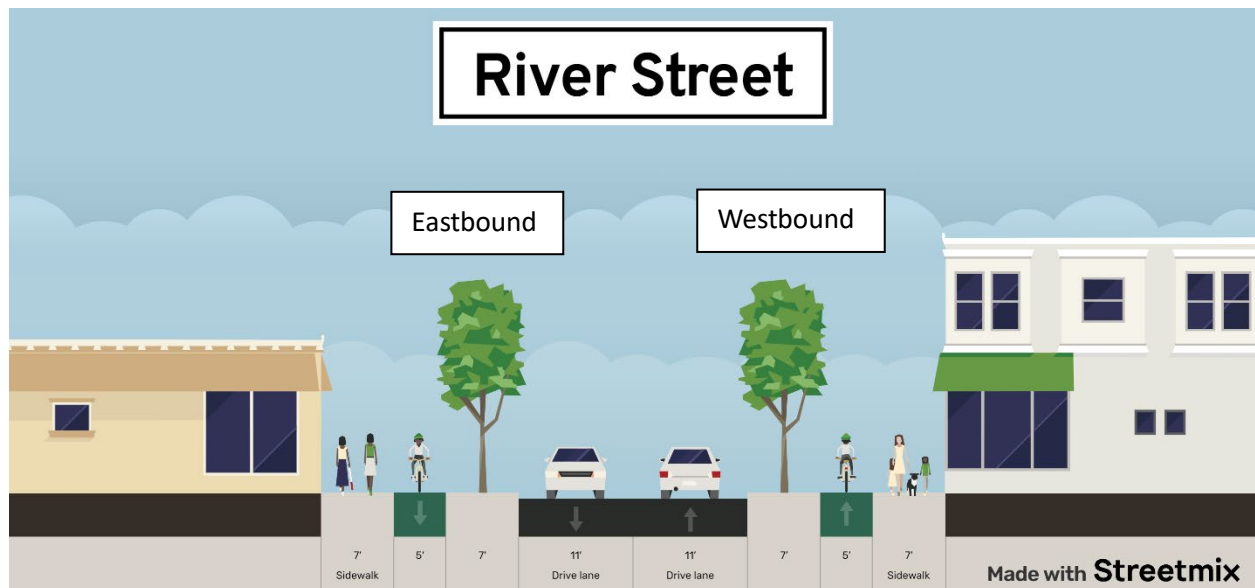 River Street
Eastbound
Westbound
7' 5' 7' 11' 11' 7' 5' 7'
Sidewalk Drive lane Drive lane Sidewalk
Made with Streetmix